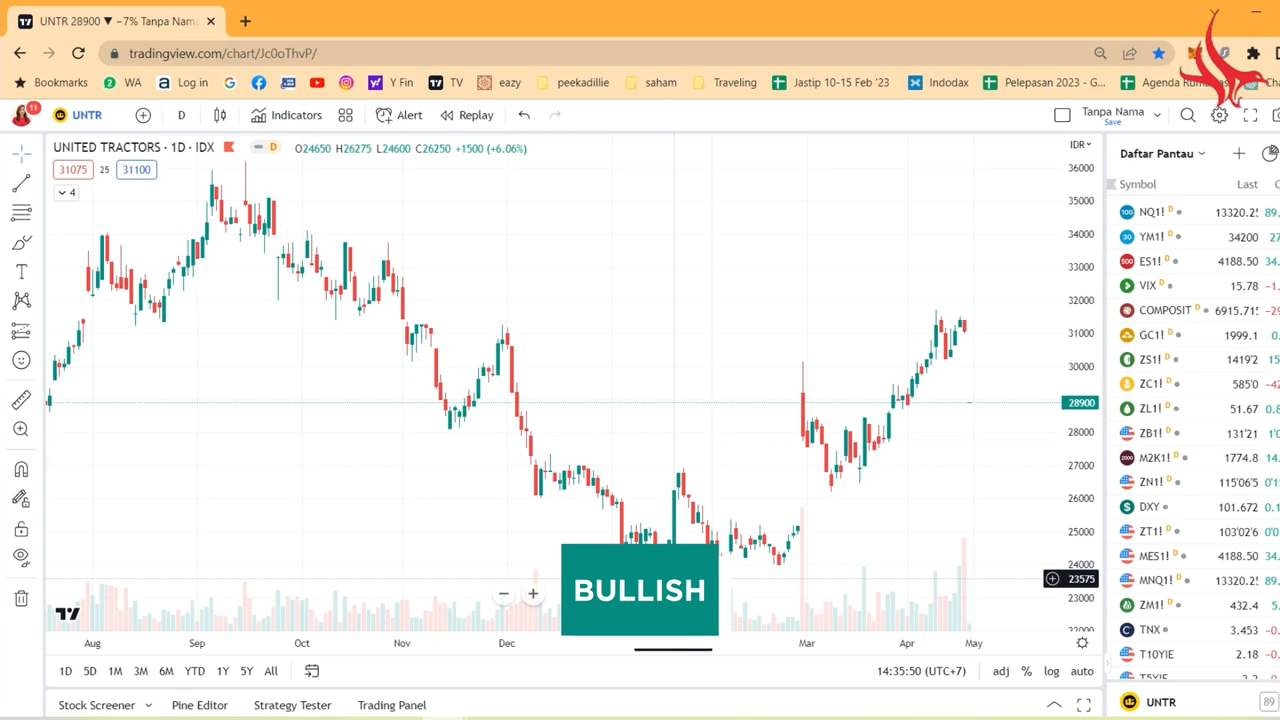 UNTR 28900 ▼ −7% Tanpa Nama
tradingview.com/chart/Jc0oThvP/
Bookmarks 2 WA a Log in G YouTube Y Fin TV eazy peekadillie saham Traveling Jastip 10-15 Feb '23 Indodax Pelepasan 2023 - G...
11 UNTR D Indicators Alert Replay Tanpa Nama
Save
UNITED TRACTORS · 1D · IDX D O24650 H26275 L24600 C26250 +1500 (+6.06%)
31075 25 31100
4
IDR
36000
35000
34000
33000
32000
31000
30000
28900
28000
27000
26000
25000
24000
23575
23000
22000
BULLISH
Aug Sep Oct Nov Dec Mar Apr May
1D 5D 1M 3M 6M YTD 1Y 5Y All 14:35:50 (UTC+7) adj % log auto
Stock Screener Pine Editor Strategy Tester Trading Panel
Daftar Pantau
Symbol Last
100 NQ1! D
30 YM1! D 34200
500 ES1! D 4188.50
VIX 15.78
COMPOSIT D 6915.71
GC1! D 1999.1
ZS1! D 1419'2
ZC1! D 585'0
ZL1! D 51.67
ZB1! D 131'21
2000 M2K1! D 1774.8
ZN1! D 115'06'5
$ DXY 101.672
ZT1! D 103'02'6
MES1! D 4188.50
MNQ1! D
ZM1! D 432.4
C TNX 3.453
T10YIE 2.18
UNTR 89